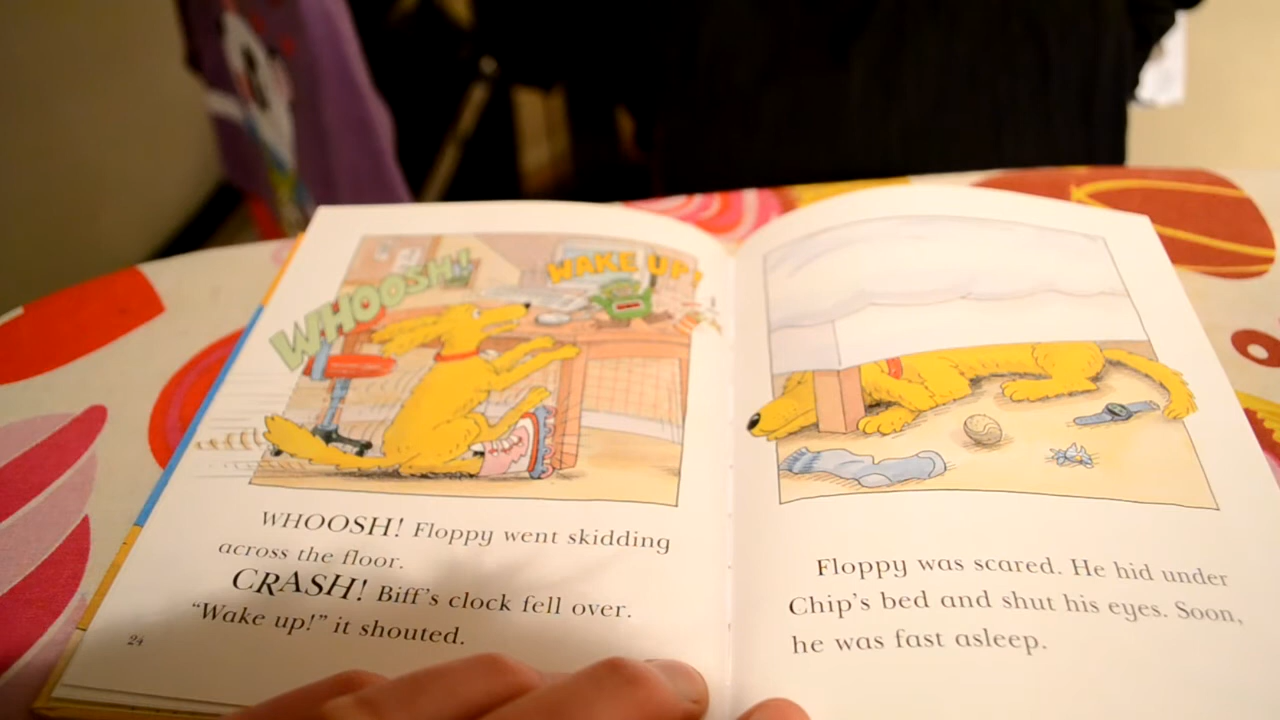 WHOOSH!
WAKE UP!
WHOOSH! Floppy went skidding
across the floor.
CRASH! Biff's clock fell over.
"Wake up!" it shouted.
24
Floppy was scared. He hid under
Chip's bed and shut his eyes. Soon,
he was fast asleep.